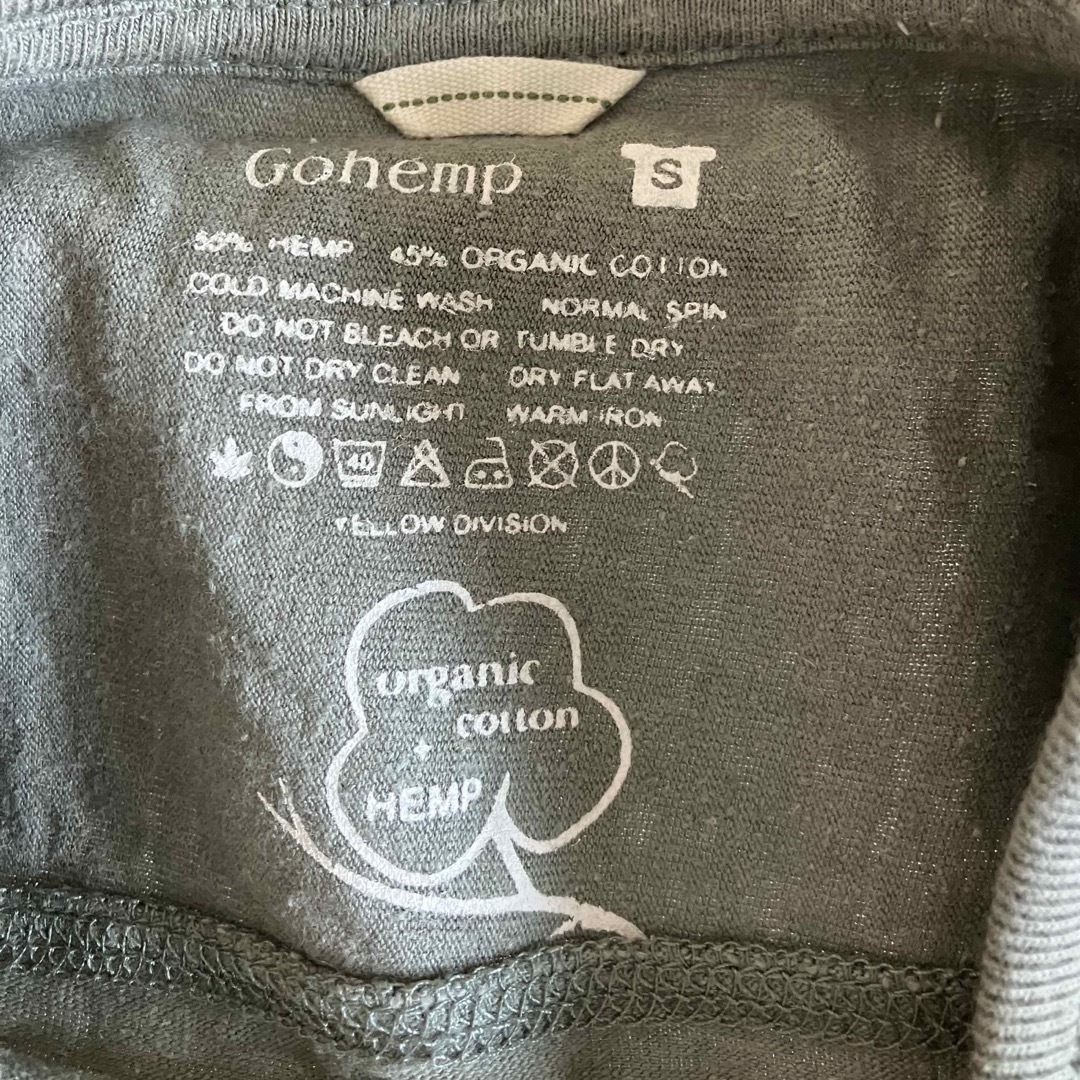 Gohemp S
55% HEMP 45% ORGANIC COTTON
COLD MACHINE WASH NORMAL SPIN
DO NOT BLEACH OR TUMBLE DRY
DO NOT DRY CLEAN DRY FLAT AWAY
FROM SUNLIGHT WARM IRON
40
YELLOW DIVISION
organic
cotton
+
HEMP